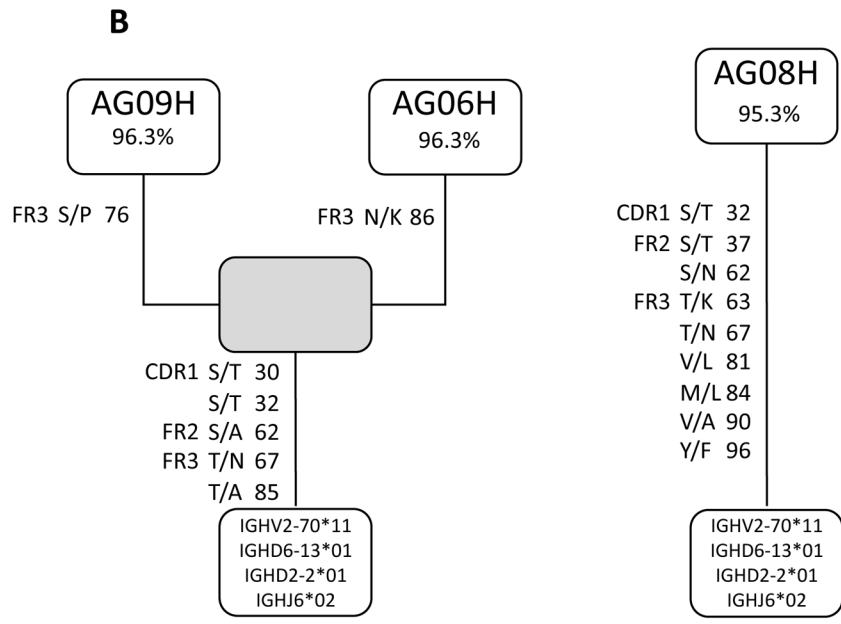 B
AG09H
96.3%
AG06H
96.3%
AG08H
95.3%
FR3 S/P 76
FR3 N/K 86
CDR1 S/T 30
S/T 32
FR2 S/A 62
FR3 T/N 67
T/A 85
IGHV2-70*11
IGHD6-13*01
IGHD2-2*01
IGHJ6*02
CDR1 S/T 32
FR2 S/T 37
S/N 62
FR3 T/K 63
T/N 67
V/L 81
M/L 84
V/A 90
Y/F 96
IGHV2-70*11
IGHD6-13*01
IGHD2-2*01
IGHJ6*02